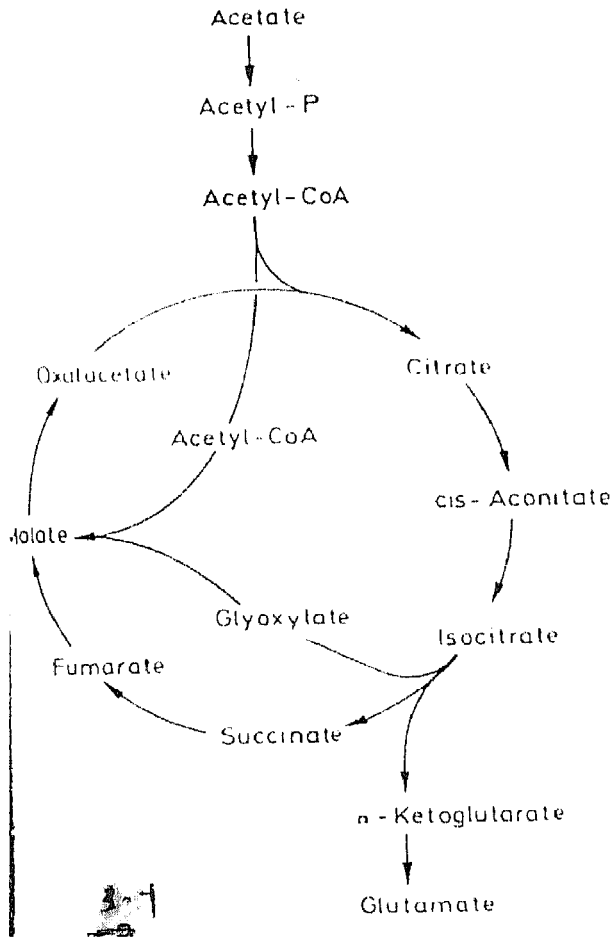 Acetate
Acetyl-P
Acetyl-CoA
Oxalacetate
Citrate
Acetyl-CoA
cis-Aconitate
Malate
Glyoxylate
Isocitrate
Fumarate
Succinate
α-Ketoglutarate
Glutamate